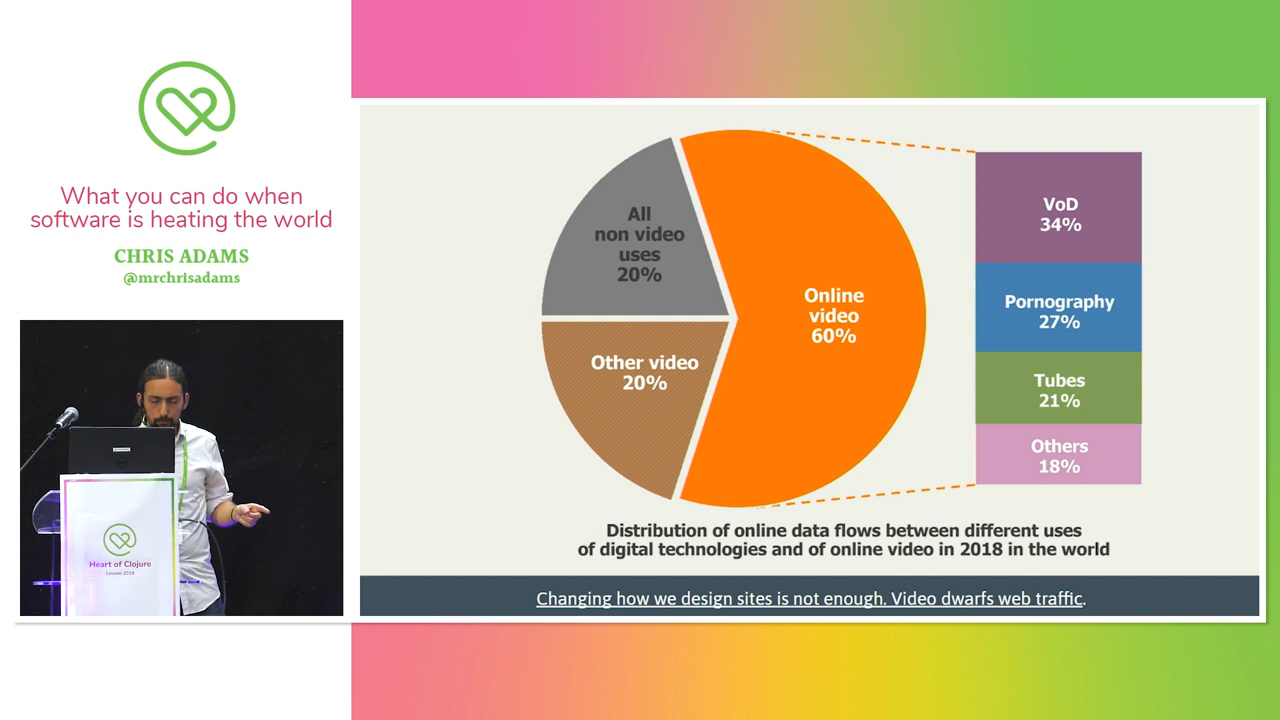 What you can do when
software is heating the world
CHRIS ADAMS
@mrchrisadams
Heart of Clojure
Leuven 2019
All
non video
uses
20%
Other video
20%
Online
video
60%
VoD
34%
Pornography
27%
Tubes
21%
Others
18%
Distribution of online data flows between different uses
of digital technologies and of online video in 2018 in the world
Changing how we design sites is not enough. Video dwarfs web traffic.